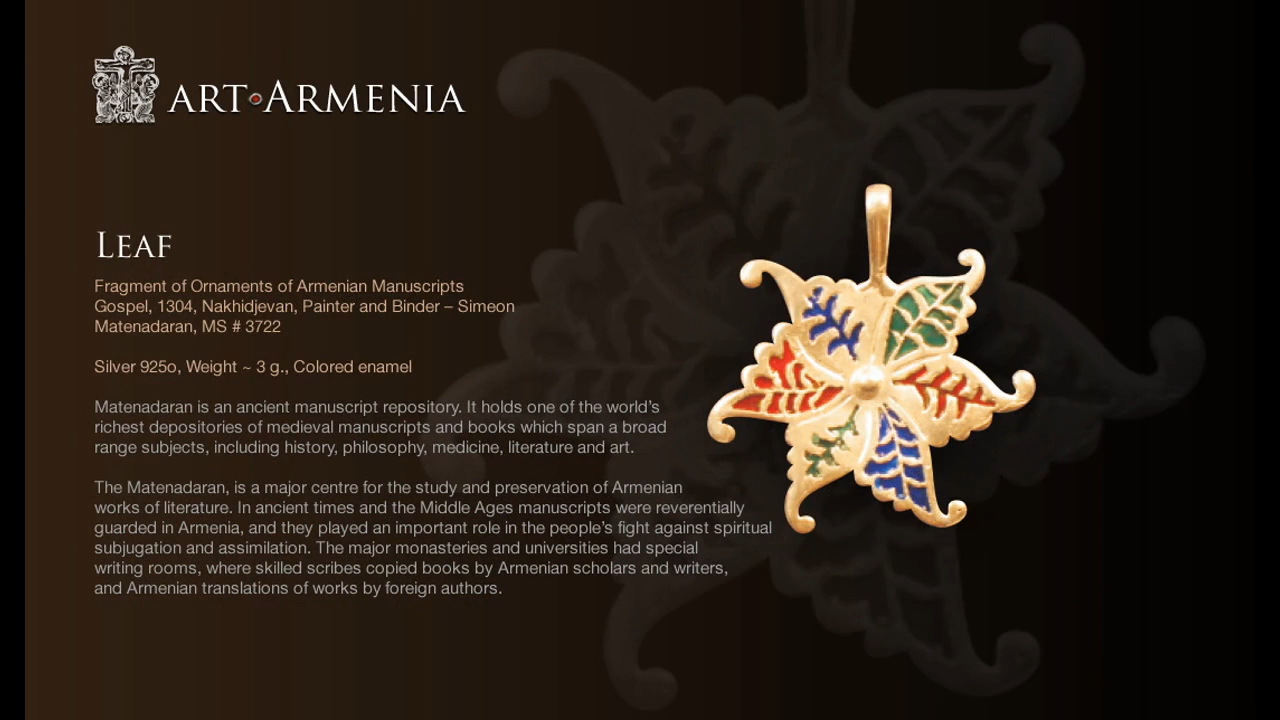 ART•ARMENIA
LEAF
Fragment of Ornaments of Armenian Manuscripts
Gospel, 1304, Nakhidjevan, Painter and Binder – Simeon
Matenadaran, MS # 3722
Silver 925o, Weight ~ 3 g., Colored enamel
Matenadaran is an ancient manuscript repository. It holds one of the world’s
richest depositories of medieval manuscripts and books which span a broad
range subjects, including history, philosophy, medicine, literature and art.
The Matenadaran, is a major centre for the study and preservation of Armenian
works of literature. In ancient times and the Middle Ages manuscripts were reverentially
guarded in Armenia, and they played an important role in the people’s fight against spiritual
subjugation and assimilation. The major monasteries and universities had special
writing rooms, where skilled scribes copied books by Armenian scholars and writers,
and Armenian translations of works by foreign authors.